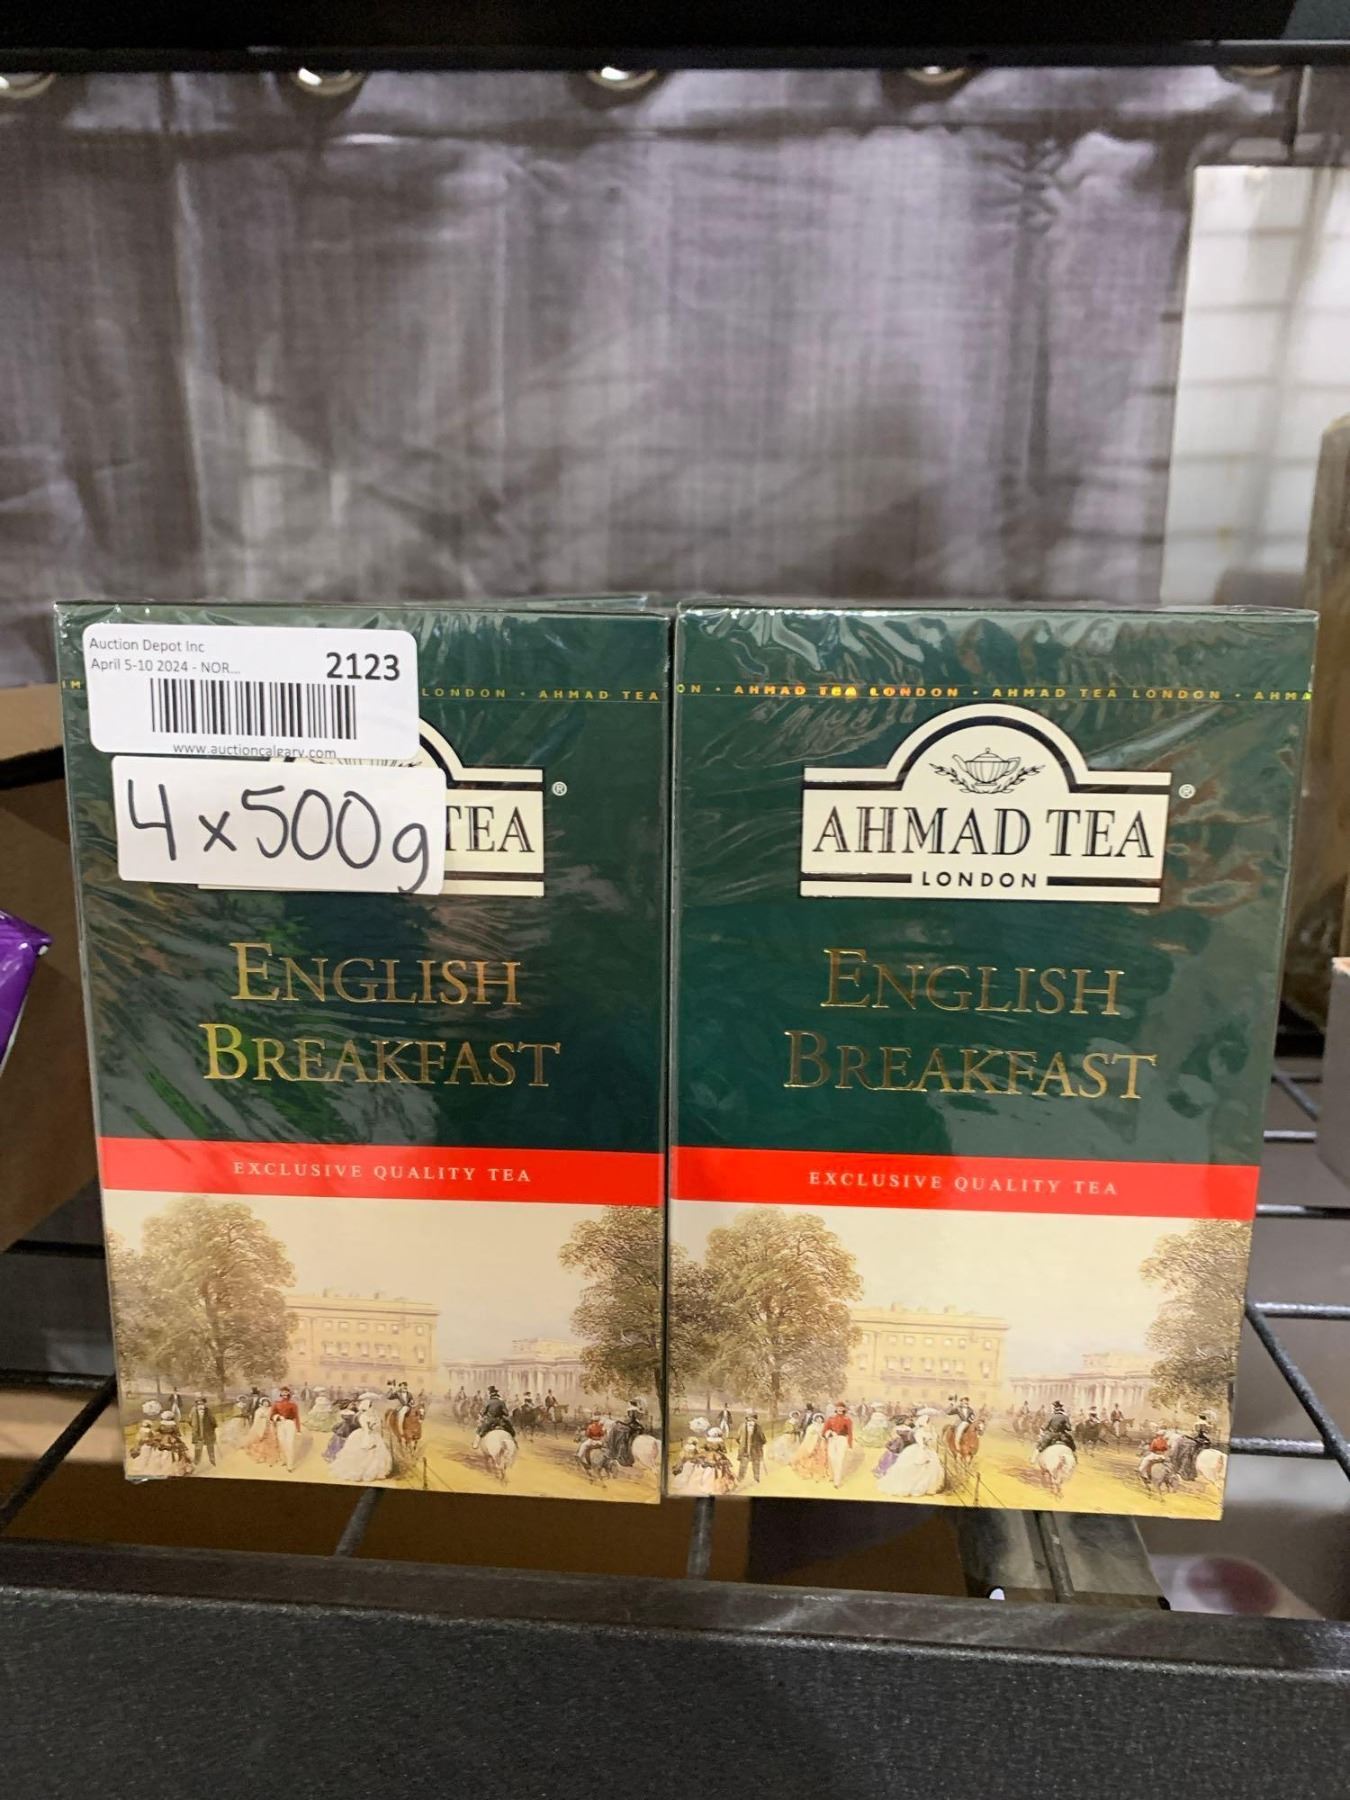 Auction Depot Inc
April 5-10 2024 - NOR...
2123
www.auctioncalgary.com
4 x 500g
LONDON • AHMAD TEA
TEA
®
ENGLISH
BREAKFAST
EXCLUSIVE QUALITY TEA
ON • AHMAD TEA LONDON • AHMAD TEA LONDON • AHMA
AHMAD TEA
®
LONDON
ENGLISH
BREAKFAST
EXCLUSIVE QUALITY TEA